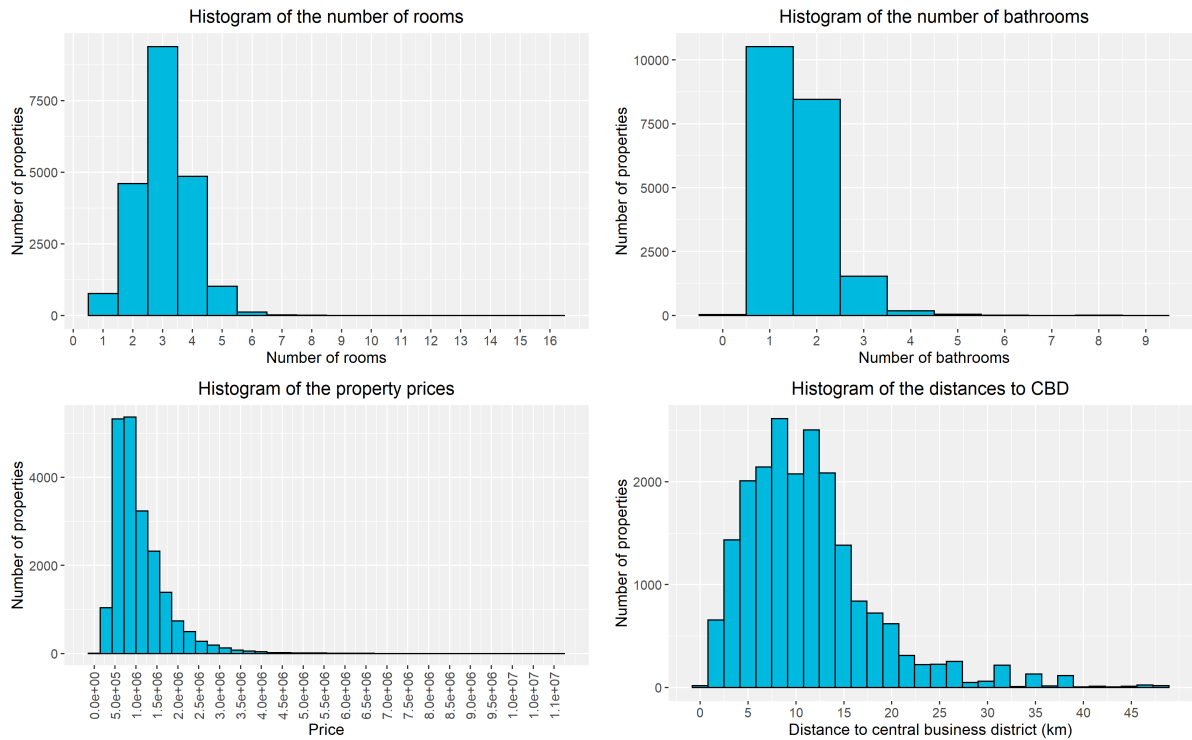 Histogram of the number of rooms
Number of properties
7500
5000
2500
0
0 1 2 3 4 5 6 7 8 9 10 11 12 13 14 15 16
Number of rooms
Histogram of the number of bathrooms
Number of properties
10000
7500
5000
2500
0
0 1 2 3 4 5 6 7 8 9
Number of bathrooms
Histogram of the property prices
Number of properties
4000
2000
0
0.0e+00 5.0e+05 1.0e+06 1.5e+06 2.0e+06 2.5e+06 3.0e+06 3.5e+06 4.0e+06 4.5e+06 5.0e+06 5.5e+06 6.0e+06 6.5e+06 7.0e+06 7.5e+06 8.0e+06 8.5e+06 9.0e+06 9.5e+06 1.0e+07 1.0e+07 1.1e+07
Price
Histogram of the distances to CBD
Number of properties
2000
1000
0
0 5 10 15 20 25 30 35 40 45
Distance to central business district (km)